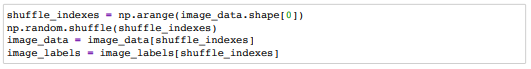 shuffle_indexes = np.arange(image_data.shape[0])
np.random.shuffle(shuffle_indexes)
image_data = image_data[shuffle_indexes]
image_labels = image_labels[shuffle_indexes]